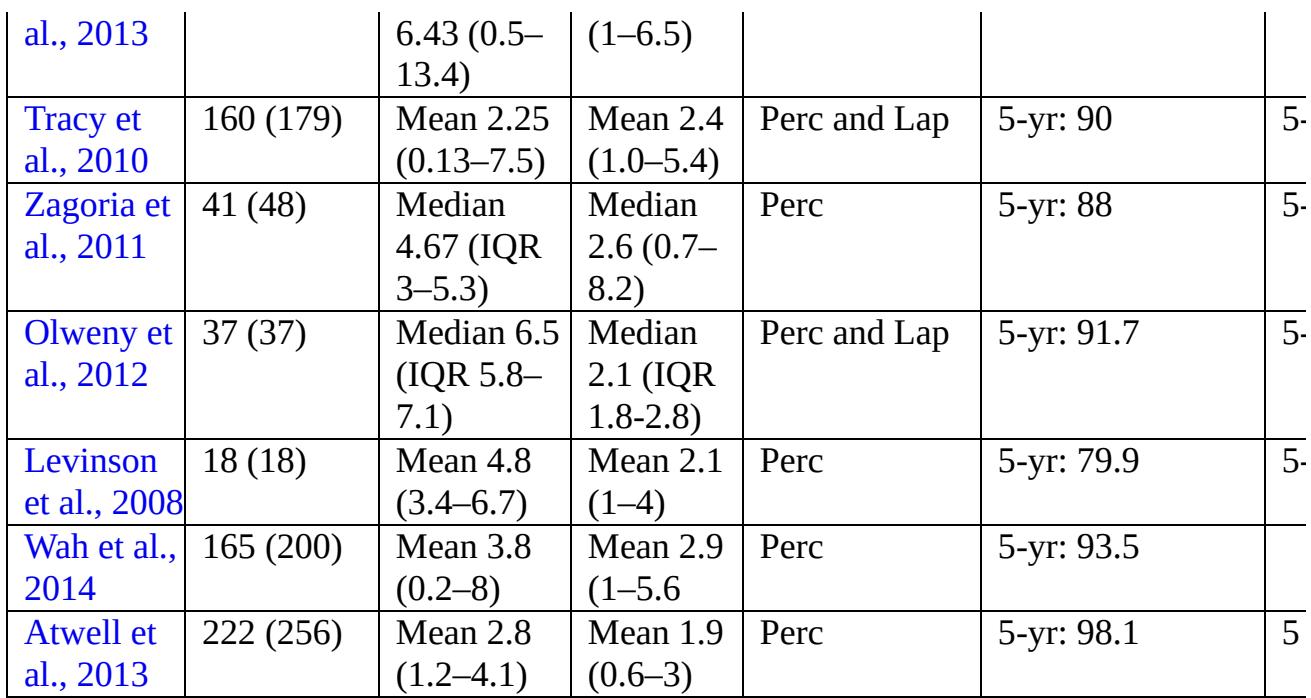 al., 2013 6.43 (0.5– (1–6.5)
13.4)
Tracy et 160 (179) Mean 2.25 Mean 2.4 Perc and Lap 5-yr: 90 5-
al., 2010 (0.13–7.5) (1.0–5.4)
Zagoria et 41 (48) Median Median Perc 5-yr: 88 5-
al., 2011 4.67 (IQR 2.6 (0.7–
3–5.3) 8.2)
Olweny et 37 (37) Median 6.5 Median Perc and Lap 5-yr: 91.7 5-
al., 2012 (IQR 5.8– 2.1 (IQR
7.1) 1.8-2.8)
Levinson 18 (18) Mean 4.8 Mean 2.1 Perc 5-yr: 79.9 5-
et al., 2008 (3.4–6.7) (1–4)
Wah et al., 165 (200) Mean 3.8 Mean 2.9 Perc 5-yr: 93.5
2014 (0.2–8) (1–5.6
Atwell et 222 (256) Mean 2.8 Mean 1.9 Perc 5-yr: 98.1 5
al., 2013 (1.2–4.1) (0.6–3)